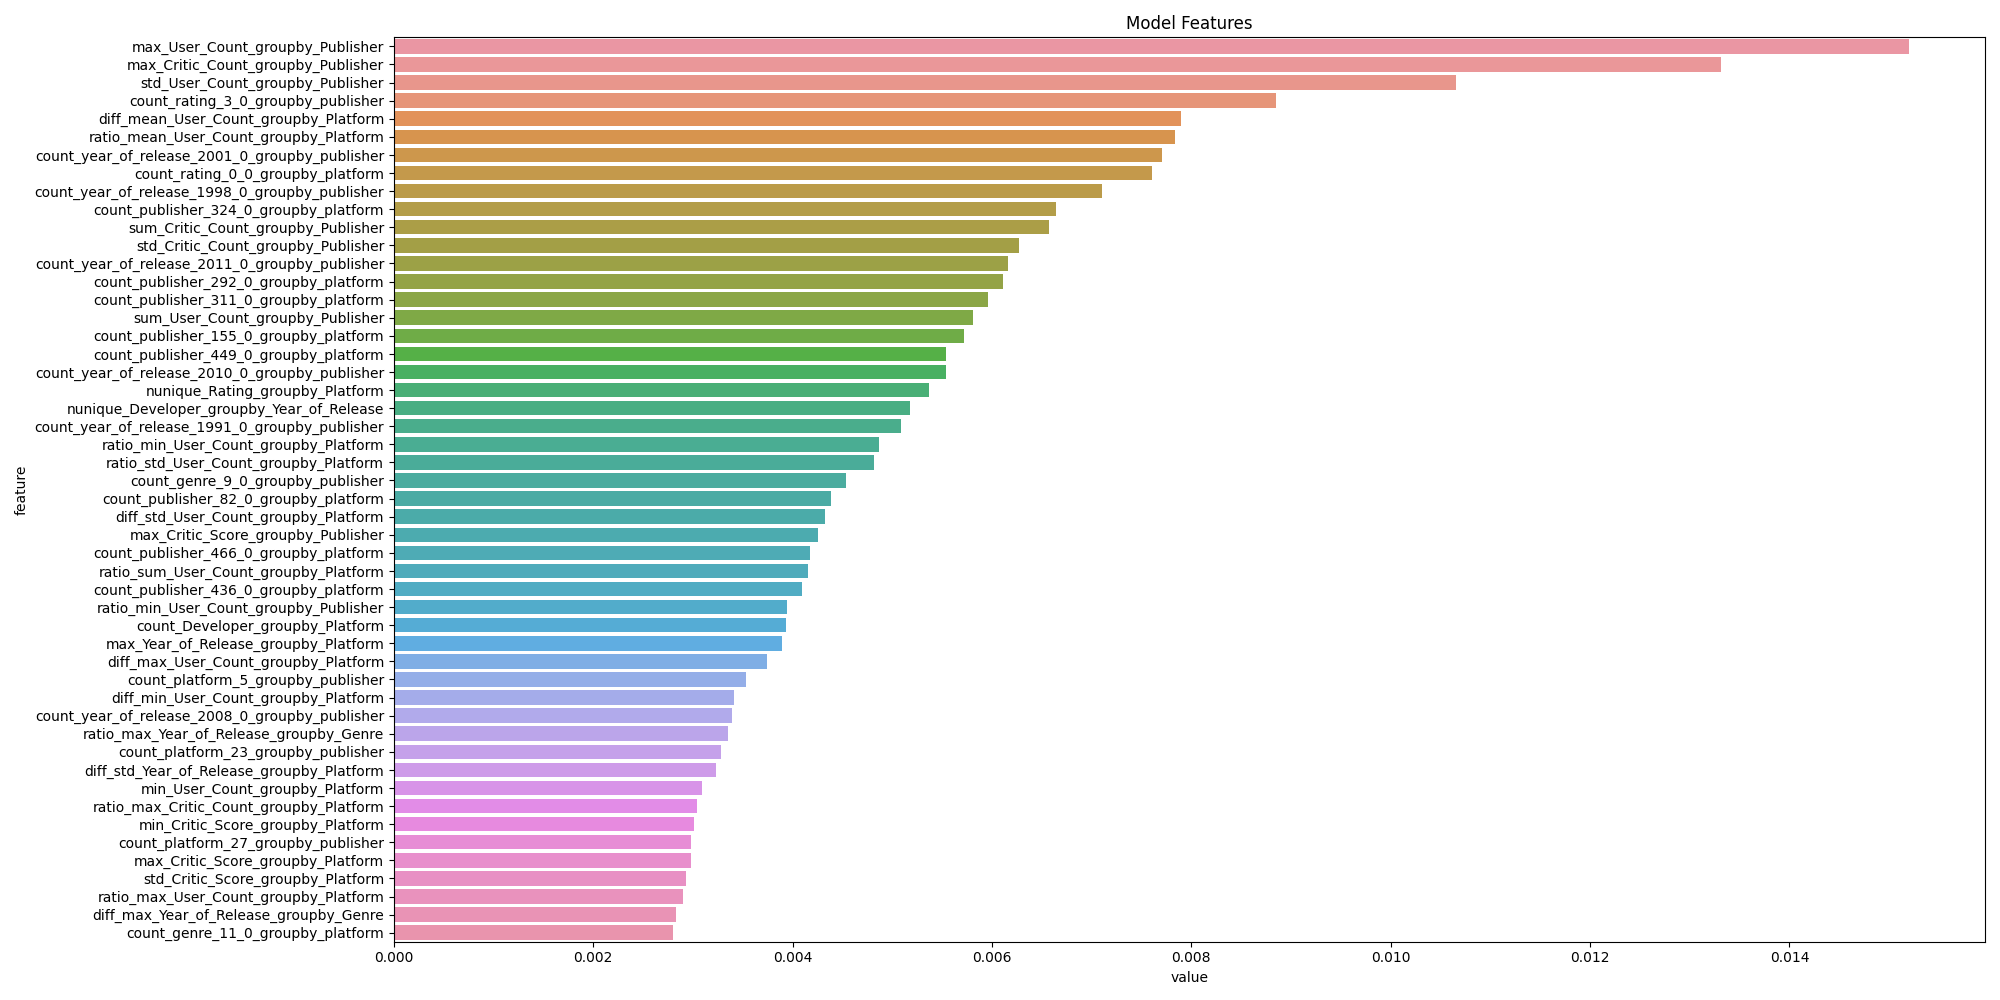 Model Features
max_User_Count_groupby_Publisher
max_Critic_Count_groupby_Publisher
std_User_Count_groupby_Publisher
count_rating_3_0_groupby_publisher
diff_mean_User_Count_groupby_Platform
ratio_mean_User_Count_groupby_Platform
count_year_of_release_2001_0_groupby_publisher
count_rating_0_0_groupby_platform
count_year_of_release_1998_0_groupby_publisher
count_publisher_324_0_groupby_platform
sum_Critic_Count_groupby_Publisher
std_Critic_Count_groupby_Publisher
count_year_of_release_2011_0_groupby_publisher
count_publisher_292_0_groupby_platform
count_publisher_311_0_groupby_platform
sum_User_Count_groupby_Publisher
count_publisher_155_0_groupby_platform
count_publisher_449_0_groupby_platform
count_year_of_release_2010_0_groupby_publisher
nunique_Rating_groupby_Platform
nunique_Developer_groupby_Year_of_Release
count_year_of_release_1991_0_groupby_publisher
ratio_min_User_Count_groupby_Platform
ratio_std_User_Count_groupby_Platform
count_genre_9_0_groupby_publisher
count_publisher_82_0_groupby_platform
diff_std_User_Count_groupby_Platform
max_Critic_Score_groupby_Publisher
count_publisher_466_0_groupby_platform
ratio_sum_User_Count_groupby_Platform
count_publisher_436_0_groupby_platform
ratio_min_User_Count_groupby_Publisher
count_Developer_groupby_Platform
max_Year_of_Release_groupby_Platform
diff_max_User_Count_groupby_Platform
count_platform_5_groupby_publisher
diff_min_User_Count_groupby_Platform
count_year_of_release_2008_0_groupby_publisher
ratio_max_Year_of_Release_groupby_Genre
count_platform_23_groupby_publisher
diff_std_Year_of_Release_groupby_Platform
min_User_Count_groupby_Platform
ratio_max_Critic_Count_groupby_Platform
min_Critic_Score_groupby_Platform
count_platform_27_groupby_publisher
max_Critic_Score_groupby_Platform
std_Critic_Score_groupby_Platform
ratio_max_User_Count_groupby_Platform
diff_max_Year_of_Release_groupby_Genre
count_genre_11_0_groupby_platform
feature
0.000 0.002 0.004 0.006 0.008 0.010 0.012 0.014
value